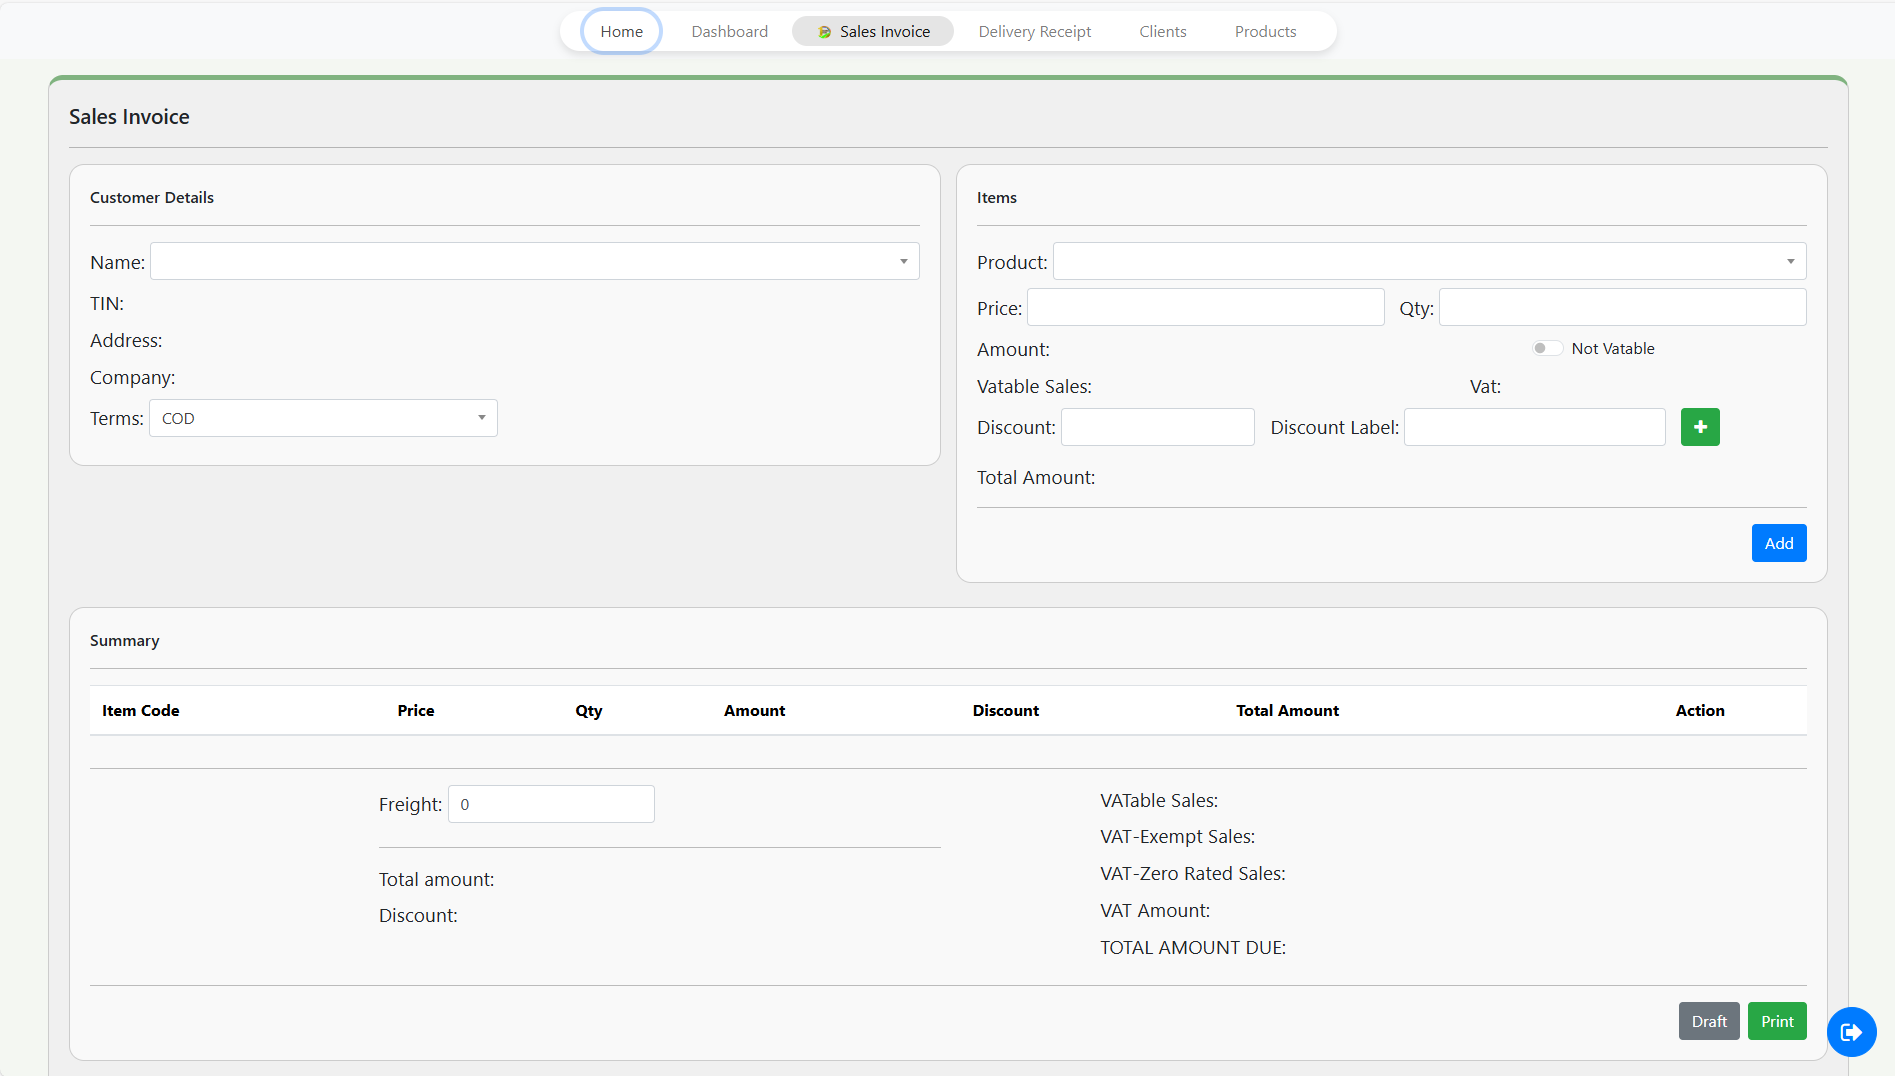 Home Dashboard Sales Invoice Delivery Receipt Clients Products
Sales Invoice
Customer Details
Name:
TIN:
Address:
Company:
Terms: COD
Items
Product:
Price: Qty:
Amount: Not Vatable
Vatable Sales: Vat:
Discount: Discount Label:
Total Amount:
Add
Summary
Item Code Price Qty Amount Discount Total Amount Action
Freight: 0
Total amount:
Discount:
VATable Sales:
VAT-Exempt Sales:
VAT-Zero Rated Sales:
VAT Amount:
TOTAL AMOUNT DUE:
Draft Print